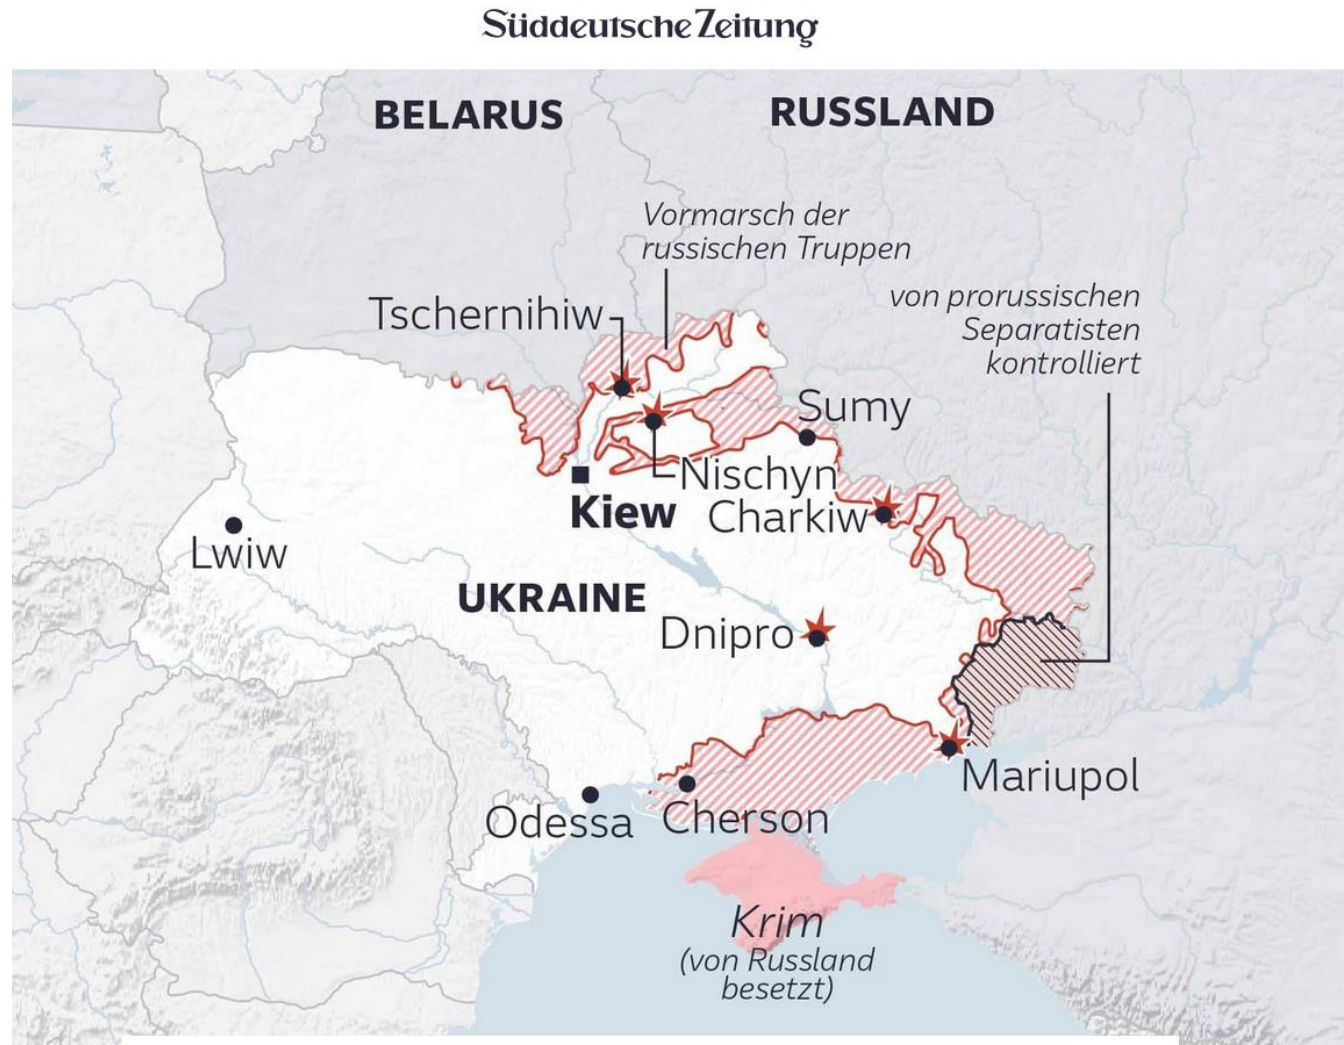 Süddeutsche Zeitung
BELARUS
RUSSLAND
Vormarsch der
russischen Truppen
von prorussischen
Separatisten
kontrolliert
Tschernihiw
Sumy
Nischyn
Kiew
Charkiw
Lwiw
UKRAINE
Dnipro
Mariupol
Odessa
Cherson
Krim
(von Russland
besetzt)